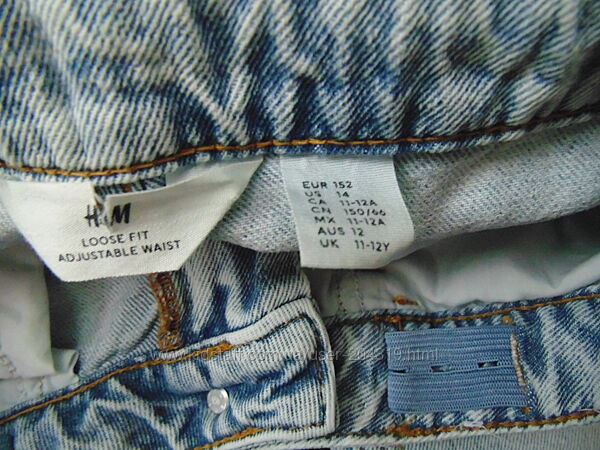 H&M
LOOSE FIT
ADJUSTABLE WAIST
EUR 152
US 14
CA 11-12A
CN 150/66
MX 11-12A
AUS 12
UK 11-12Y